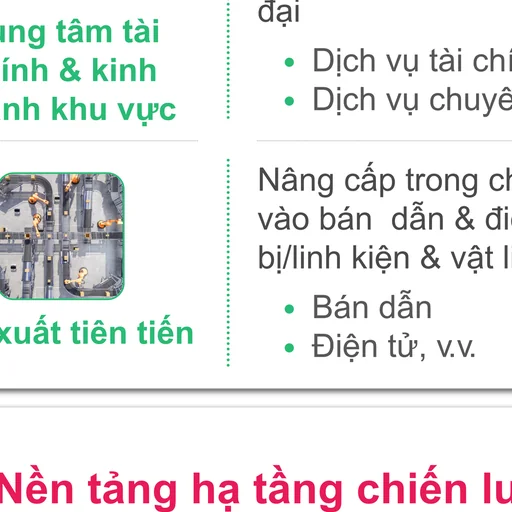 ung tâm tài
ính & kinh
anh khu vực
đại
Dịch vụ tài chí
Dịch vụ chuyê
xuất tiên tiến
Nâng cấp trong ch
vào bán dẫn & đi
bị/linh kiện & vật l
Bán dẫn
Điện tử, v.v.
Nền tảng hạ tầng chiến lư